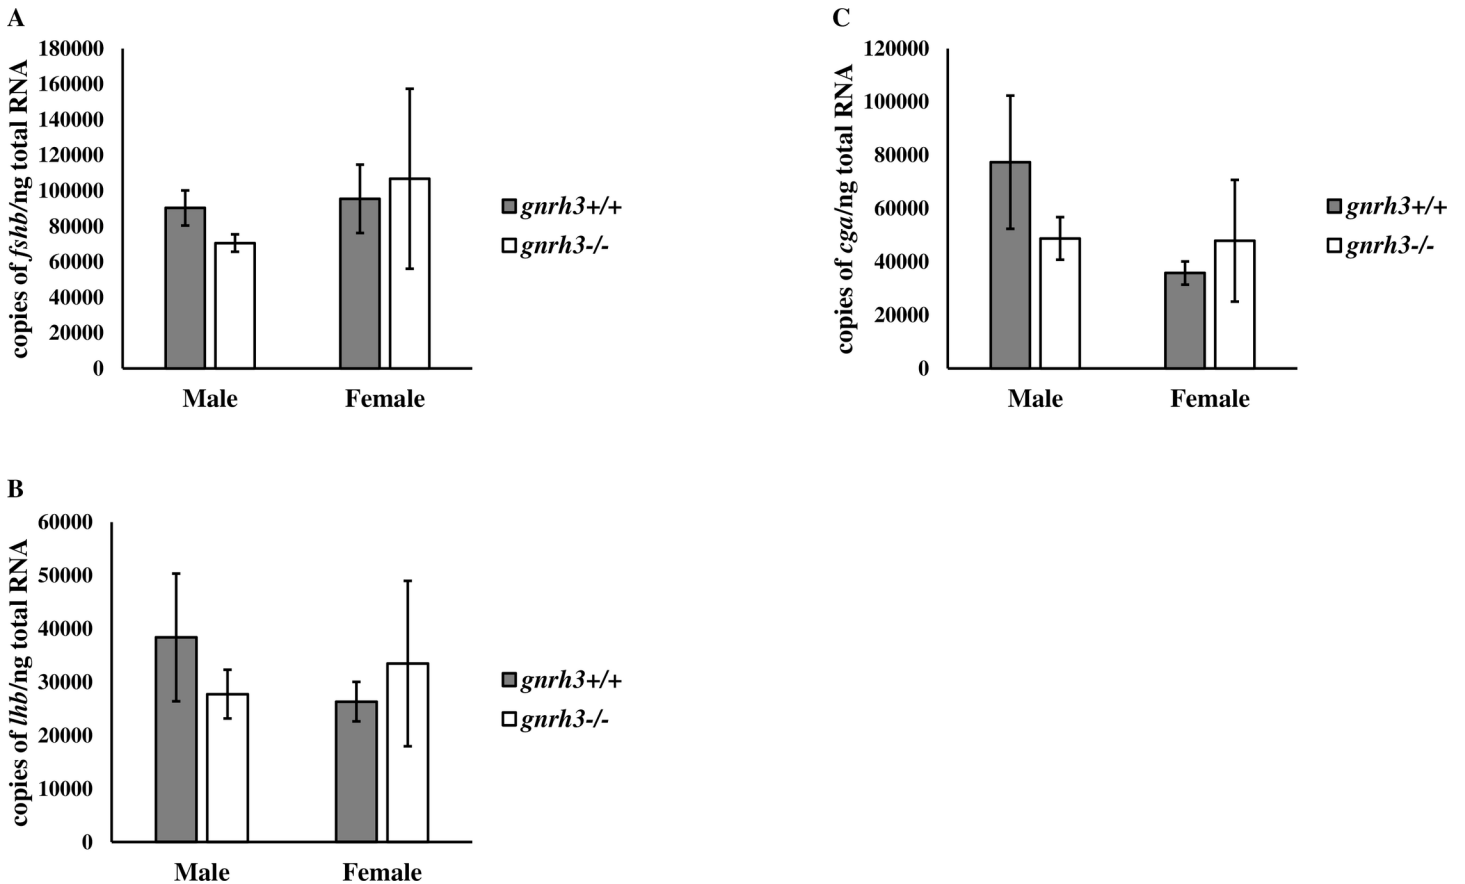 A
copies of fshb/ng total RNA
180000
160000
140000
120000
100000
80000
60000
40000
20000
0
Male Female
gnrh3+/+
gnrh3-/-
C
copies of cga/ng total RNA
120000
100000
80000
60000
40000
20000
0
Male Female
gnrh3+/+
gnrh3-/-
B
copies of lhb/ng total RNA
60000
50000
40000
30000
20000
10000
0
Male Female
gnrh3+/+
gnrh3-/-